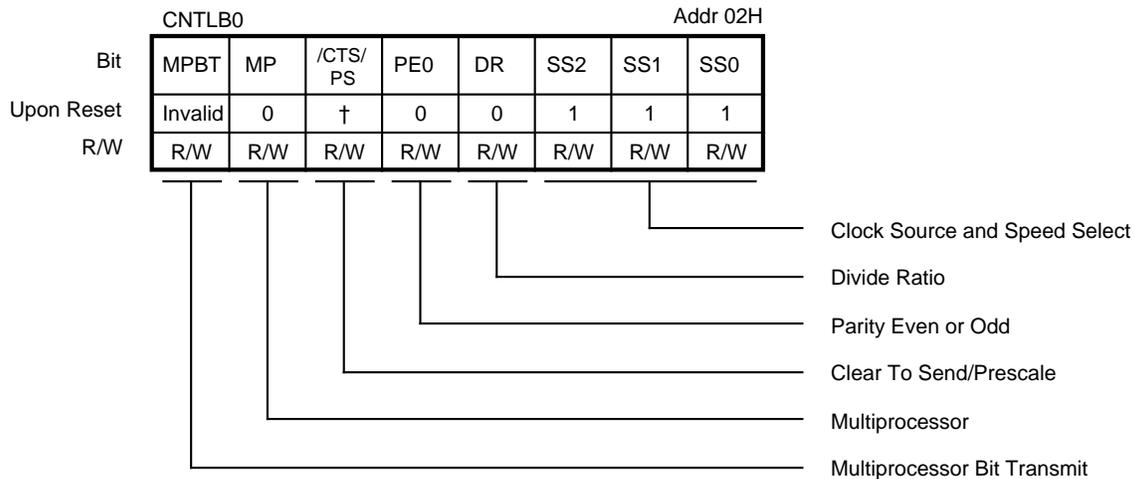 CNTLB0 Addr 02H
Bit MPBT MP /CTS/ PS PE0 DR SS2 SS1 SS0
Upon Reset Invalid 0 † 0 0 1 1 1
R/W R/W R/W R/W R/W R/W R/W R/W R/W
Clock Source and Speed Select
Divide Ratio
Parity Even or Odd
Clear To Send/Prescale
Multiprocessor
Multiprocessor Bit Transmit